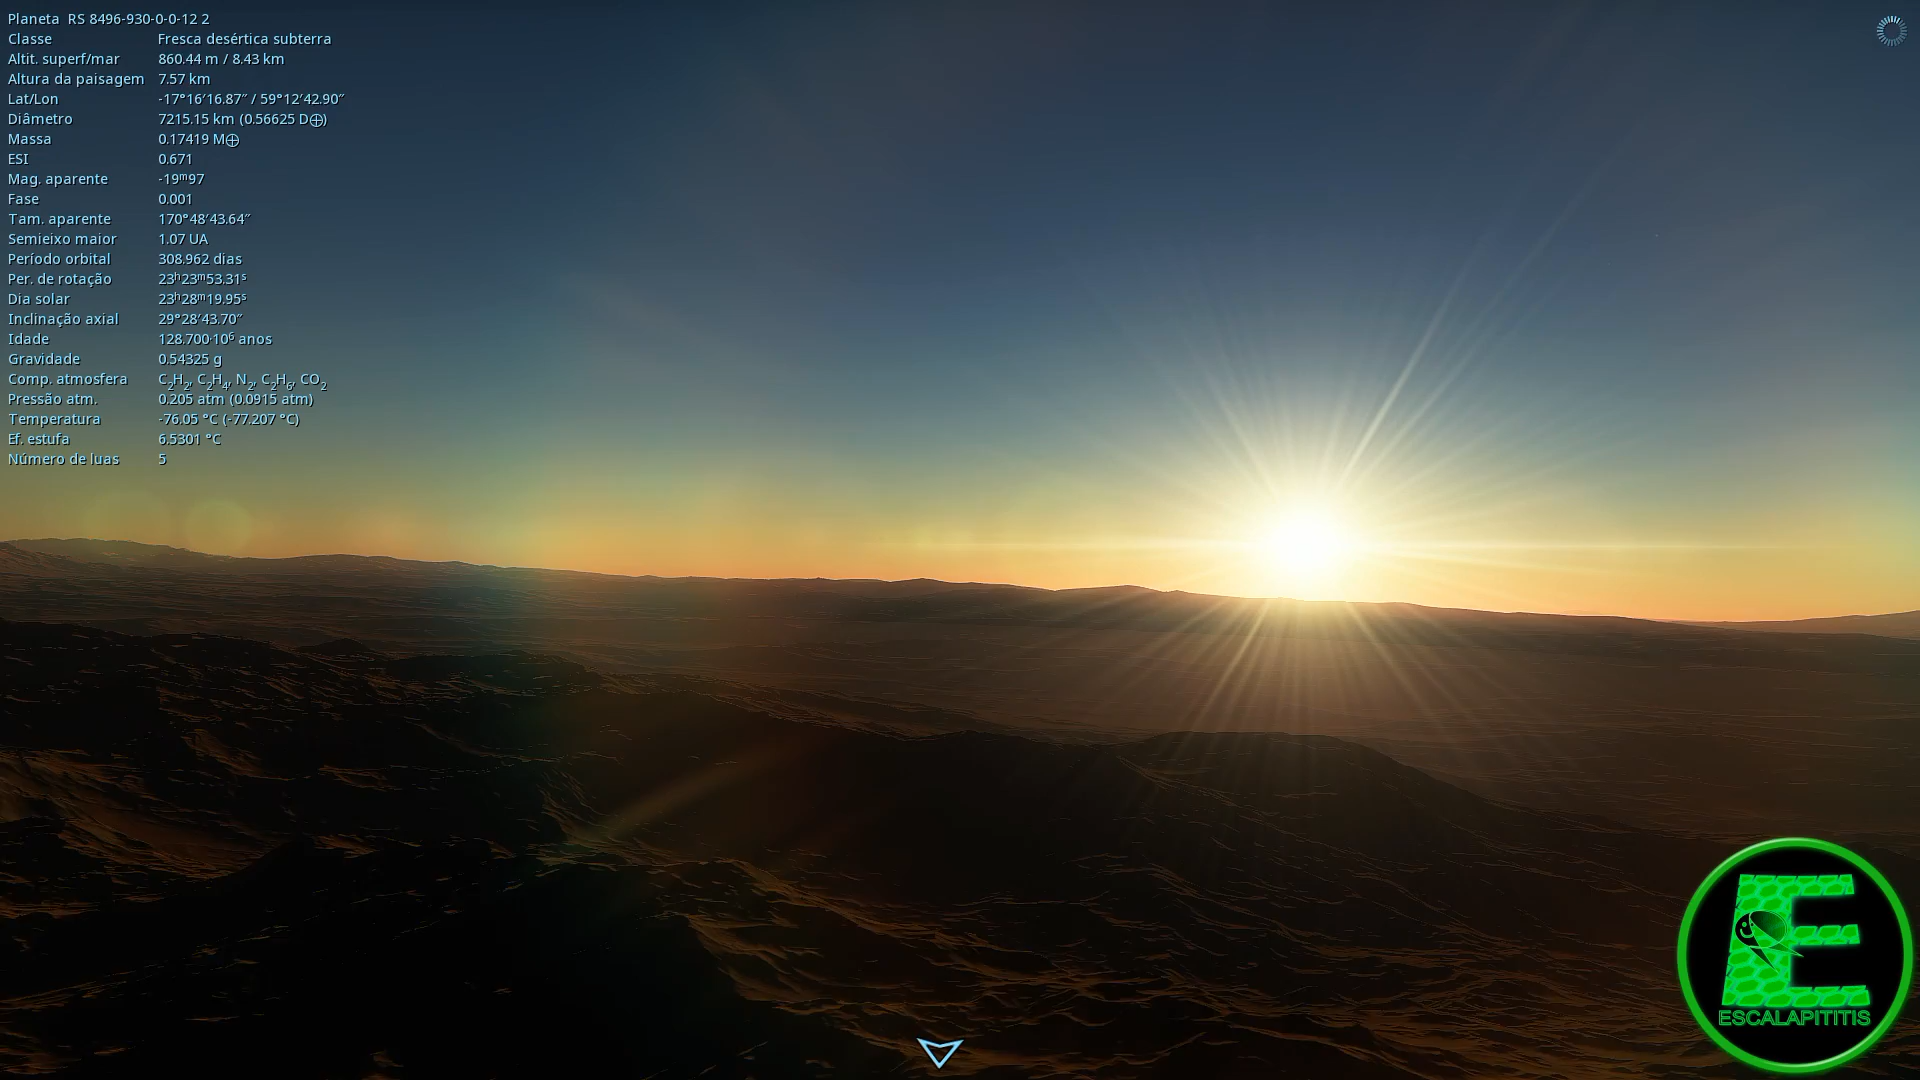 Planeta RS 8496-930-0-0-12 2
Classe Fresca desértica subterra
Altit. superf/mar 860.44 m / 8.43 km
Altura da paisagem 7.57 km
Lat/Lon -17°16′16.87″ / 59°12′42.90″
Diâmetro 7215.15 km (0.56625 D⊕)
Massa 0.17419 M⊕
ESI 0.671
Mag. aparente -19ᵐ97
Fase 0.001
Tam. aparente 170°48′43.64″
Semieixo maior 1.07 UA
Período orbital 308.962 dias
Per. de rotação 23ʰ23ᵐ53.31ˢ
Dia solar 23ʰ28ᵐ19.95ˢ
Inclinação axial 29°28′43.70″
Idade 128.700·10⁶ anos
Gravidade 0.54325 g
Comp. atmosfera C₂H₂, C₂H₄, N₂, C₂H₆, CO₂
Pressão atm. 0.205 atm (0.0915 atm)
Temperatura -76.05 °C (-77.207 °C)
Ef. estufa 6.5301 °C
Número de luas 5
E
ESCALAPITITIS